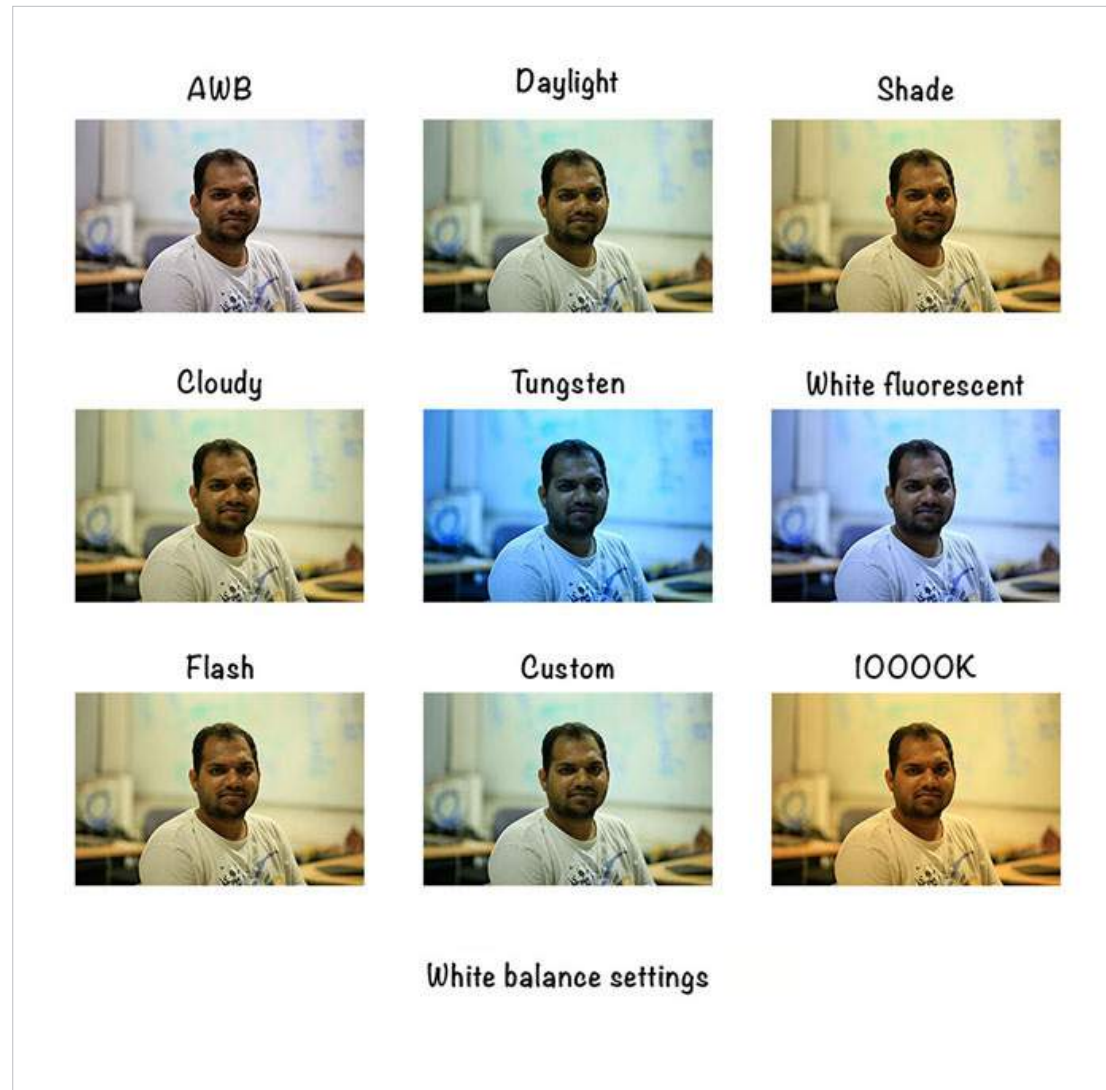 AWB
Daylight
Shade
Cloudy
Tungsten
White fluorescent
Flash
Custom
10000K
White balance settings